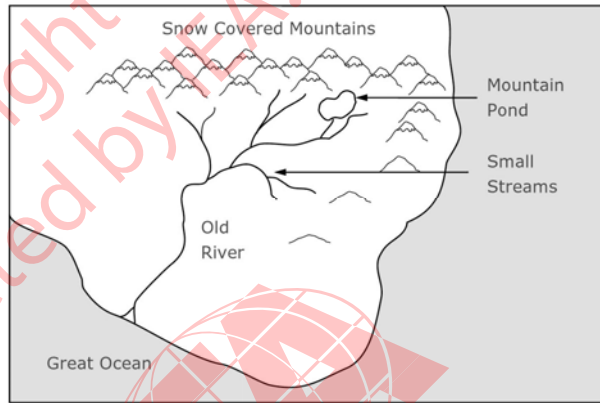 Snow Covered Mountains
Mountain
Pond
Small
Streams
Old
River
Great Ocean